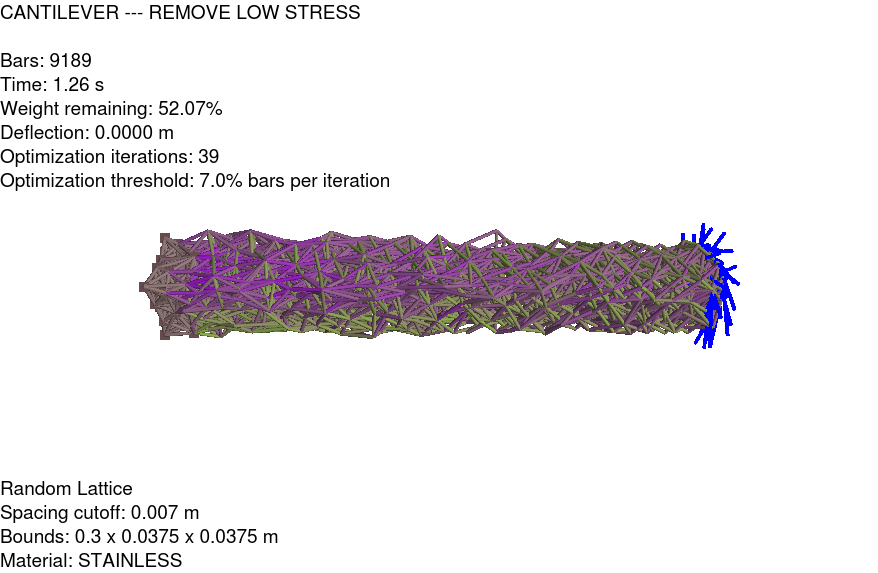 CANTILEVER --- REMOVE LOW STRESS
Bars: 9189
Time: 1.26 s
Weight remaining: 52.07%
Deflection: 0.0000 m
Optimization iterations: 39
Optimization threshold: 7.0% bars per iteration
Random Lattice
Spacing cutoff: 0.007 m
Bounds: 0.3 x 0.0375 x 0.0375 m
Material: STAINLESS